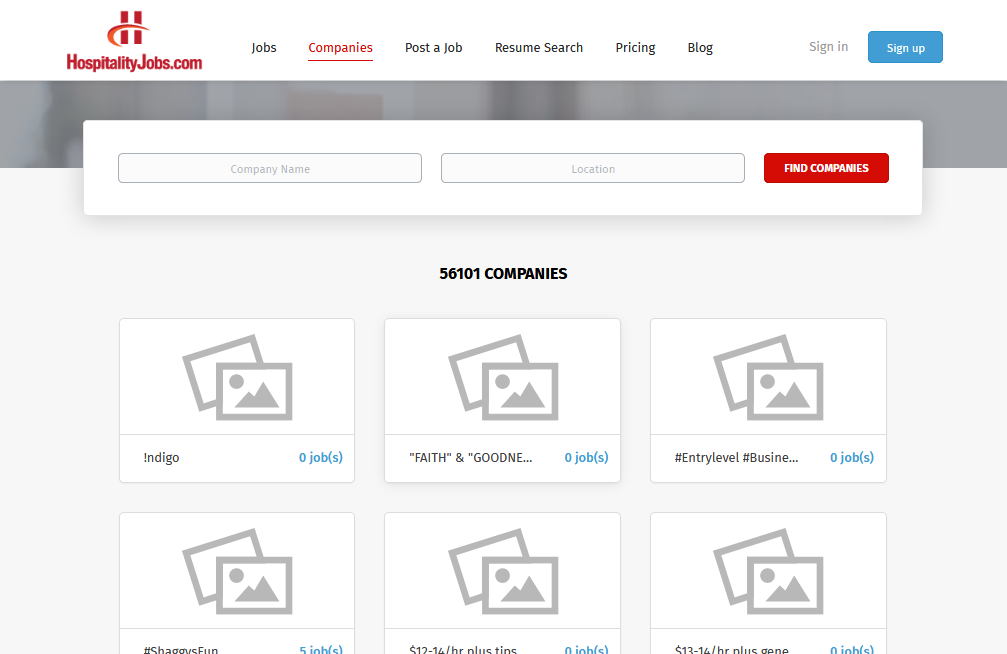 HospitalityJobs.com
Jobs
Companies
Post a Job
Resume Search
Pricing
Blog
Sign in
Sign up
Company Name
Location
FIND COMPANIES
56101 COMPANIES
!ndigo
0 job(s)
"FAITH" & "GOODNE...
0 job(s)
#Entrylevel #Busine...
0 job(s)
#ShaggysFun
5 job(s)
$12-14/hr plus tips
0 job(s)
$13-14/hr plus gene
0 job(s)